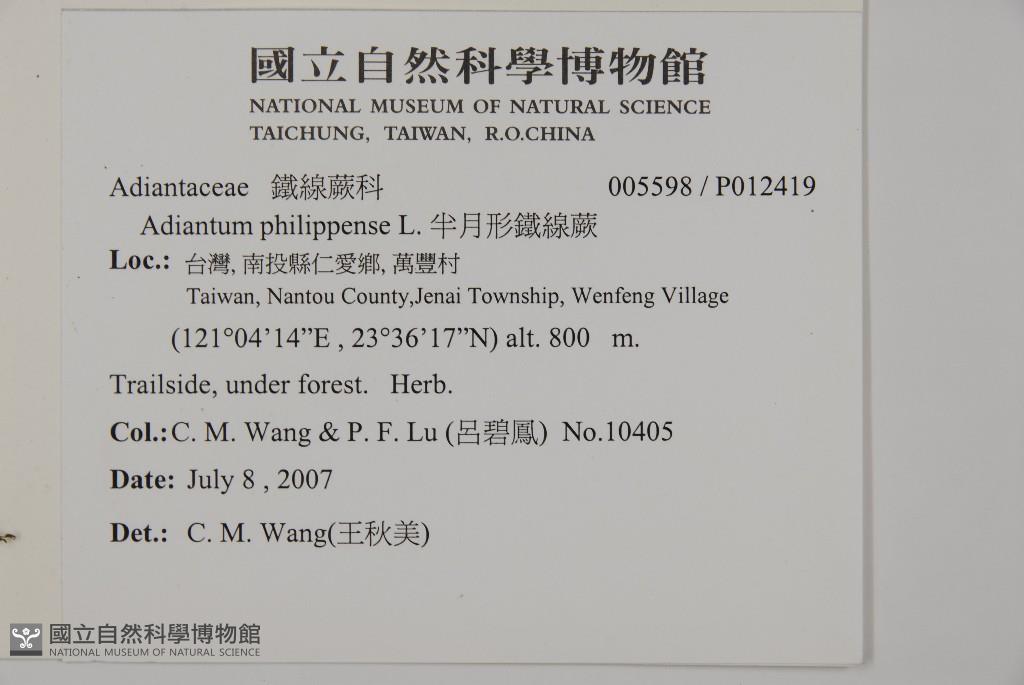 國立自然科學博物館
NATIONAL MUSEUM OF NATURAL SCIENCE
TAICHUNG, TAIWAN, R.O.CHINA
Adiantaceae 鐵線蕨科 005598 / P012419
Adiantum philippense L. 半月形鐵線蕨
Loc.: 台灣, 南投縣仁愛鄉, 萬豐村
Taiwan, Nantou County,Jenai Township, Wenfeng Village
(121°04’14”E , 23°36’17”N) alt. 800 m.
Trailside, under forest. Herb.
Col.: C. M. Wang & P. F. Lu (呂碧鳳) No.10405
Date: July 8 , 2007
Det.: C. M. Wang(王秋美)
國立自然科學博物館
NATIONAL MUSEUM OF NATURAL SCIENCE